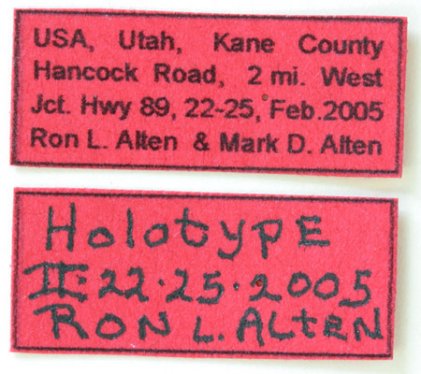 USA, Utah, Kane County
Hancock Road, 2 mi. West
Jct. Hwy 89, 22-25, Feb.2005
Ron L. Alten & Mark D. Alten
HolotypE
II·22·25·2005
RON L. ALTEN